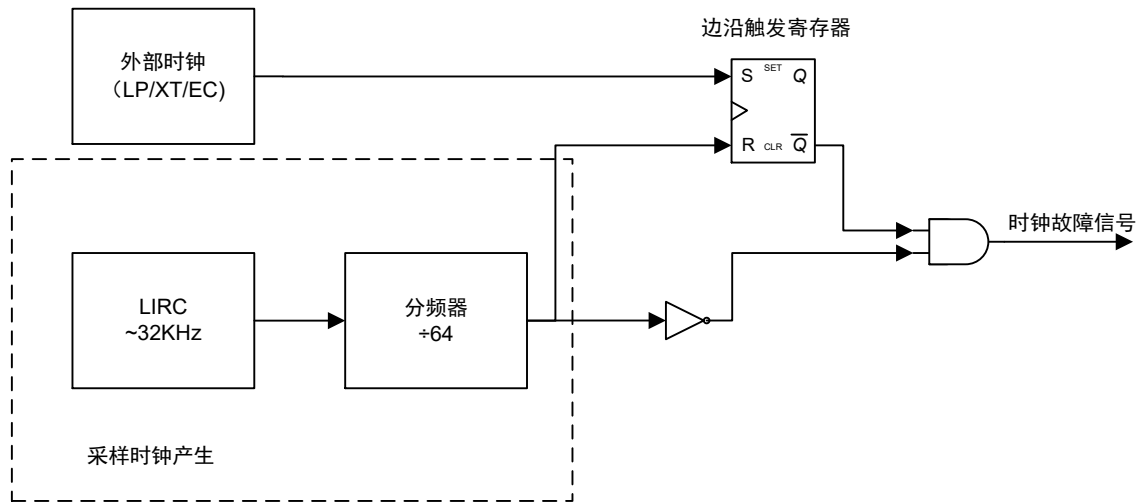 边沿触发寄存器
外部时钟
（LP/XT/EC)
S SET Q
R CLR Q̅
时钟故障信号
LIRC
~32KHz
分频器
÷64
采样时钟产生